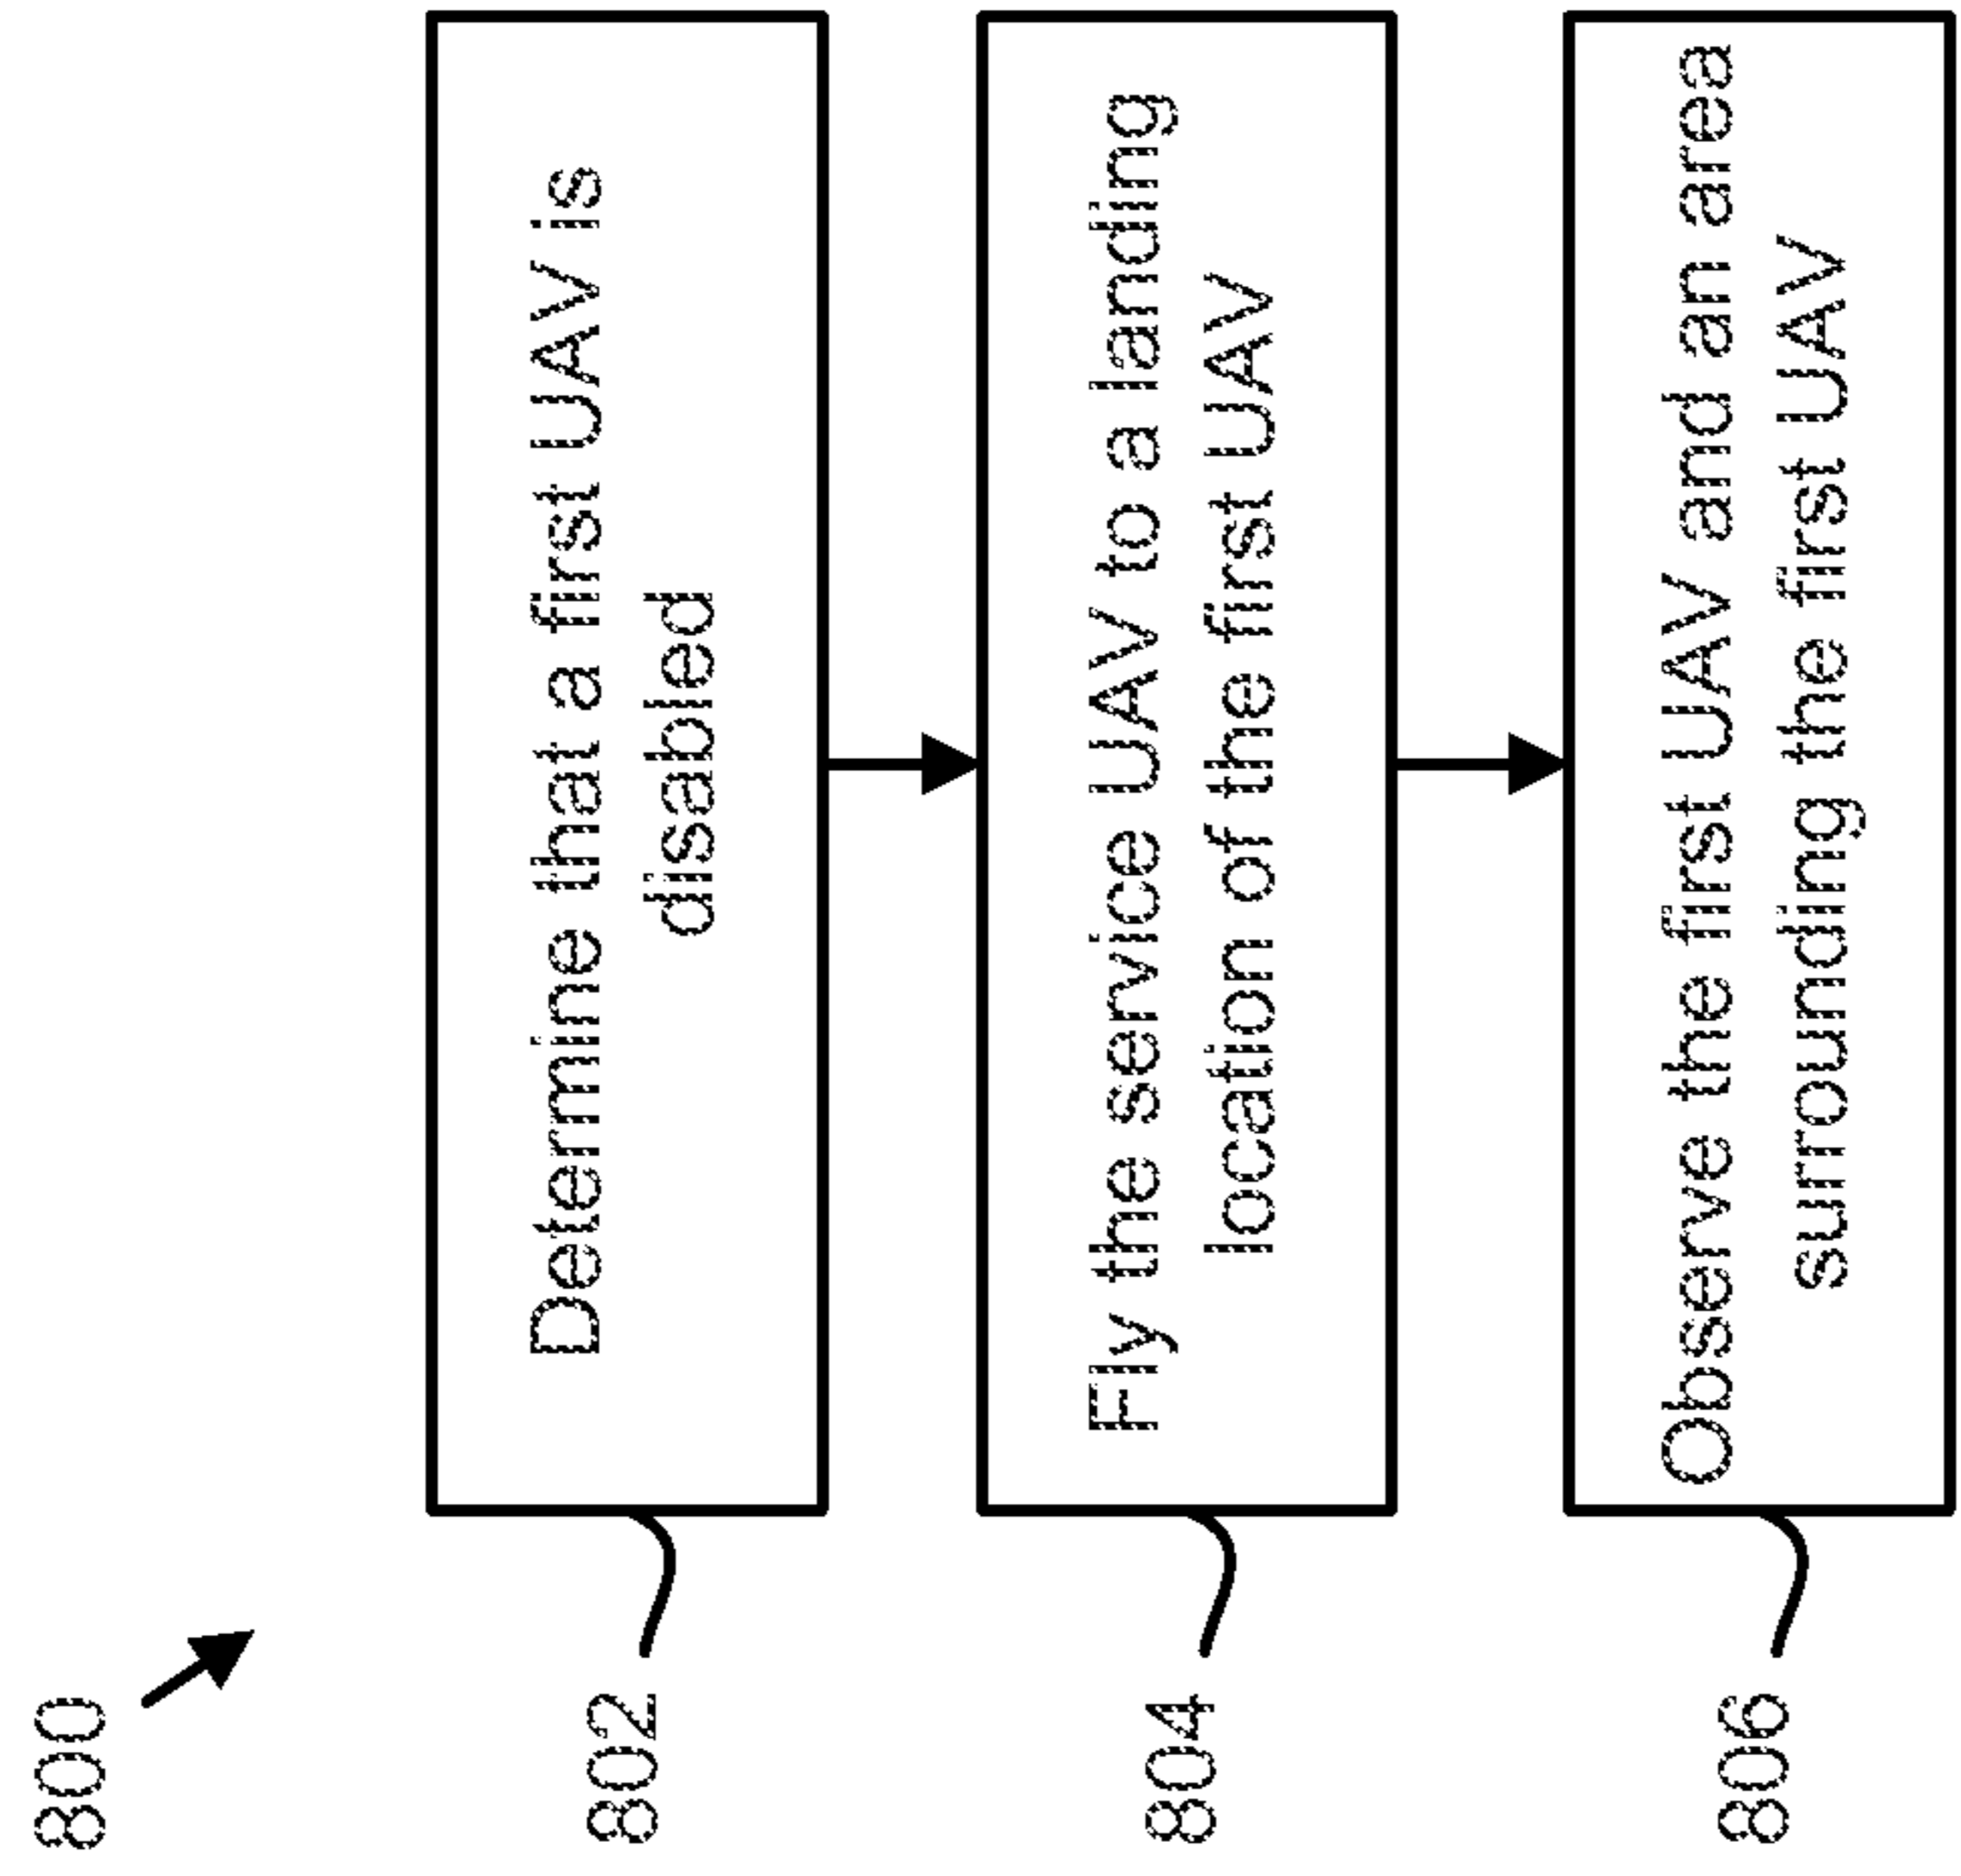 800
802
Determine that a first UAV is
disabled
804
Fly the service UAV to a landing
location of the first UAV
806
Observe the first UAV and an area
surrounding the first UAV